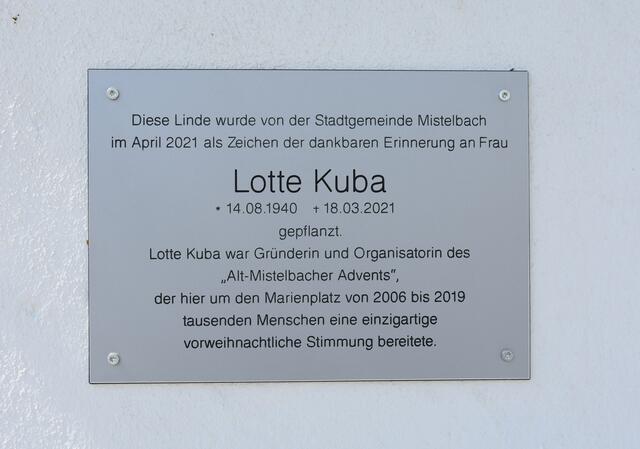 Diese Linde wurde von der Stadtgemeinde Mistelbach
im April 2021 als Zeichen der dankbaren Erinnerung an Frau
Lotte Kuba
* 14.08.1940 + 18.03.2021
gepflanzt.
Lotte Kuba war Gründerin und Organisatorin des
„Alt-Mistelbacher Advents“,
der hier um den Marienplatz von 2006 bis 2019
tausenden Menschen eine einzigartige
vorweihnachtliche Stimmung bereitete.